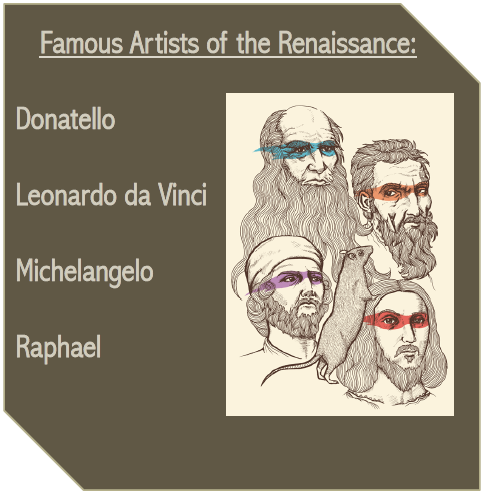 Famous Artists of the Renaissance:
Donatello
Leonardo da Vinci
Michelangelo
Raphael